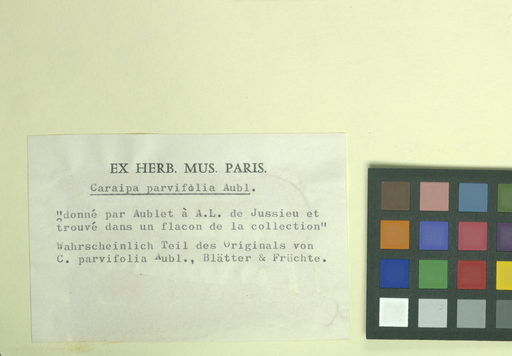 EX HERB. MUS. PARIS.
Caraipa parvifolia Aubl.
"donné par Aublet à A.L. de Jussieu et
trouvé dans un flacon de la collection"
Wahrscheinlich Teil des Originals von
C. parvifolia Aubl., Blätter & Früchte.